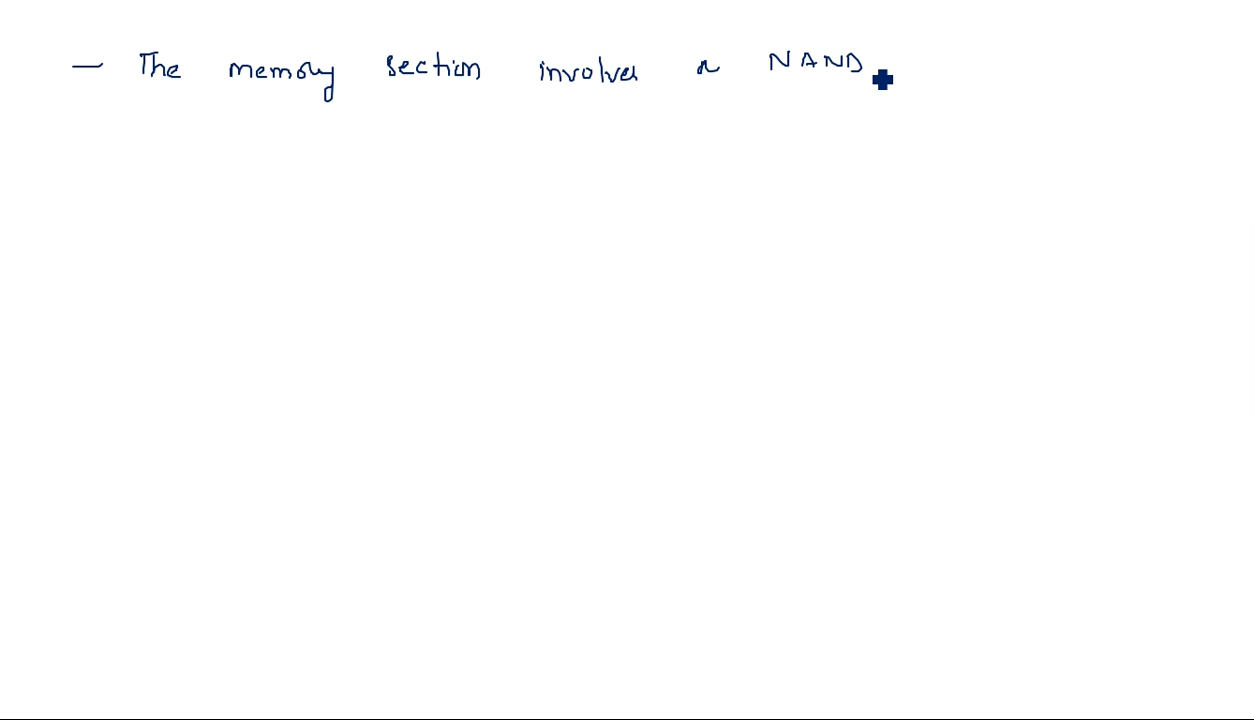 — The memory section involves a NAND